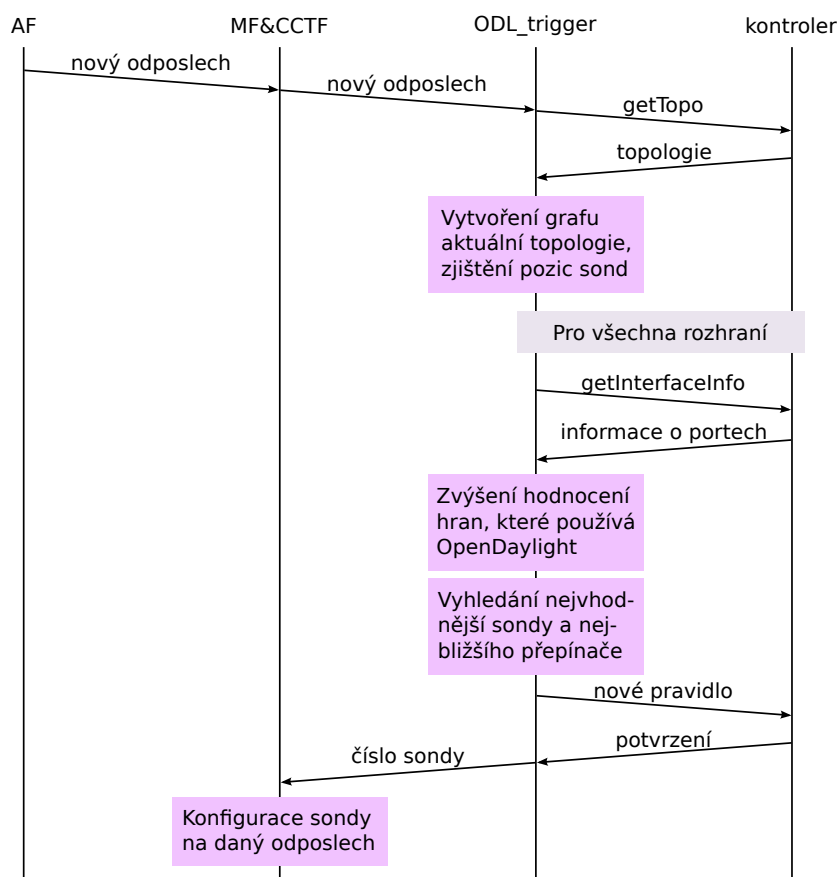 AF
MF&CCTF
ODL_trigger
kontroler
nový odposlech
nový odposlech
getTopo
topologie
Vytvoření grafu
aktuální topologie,
zjištění pozic sond
Pro všechna rozhraní
getInterfaceInfo
informace o portech
Zvýšení hodnocení
hran, které používá
OpenDaylight
Vyhledání nejvhod-
nější sondy a nej-
bližšího přepínače
nové pravidlo
potvrzení
číslo sondy
Konfigurace sondy
na daný odposlech